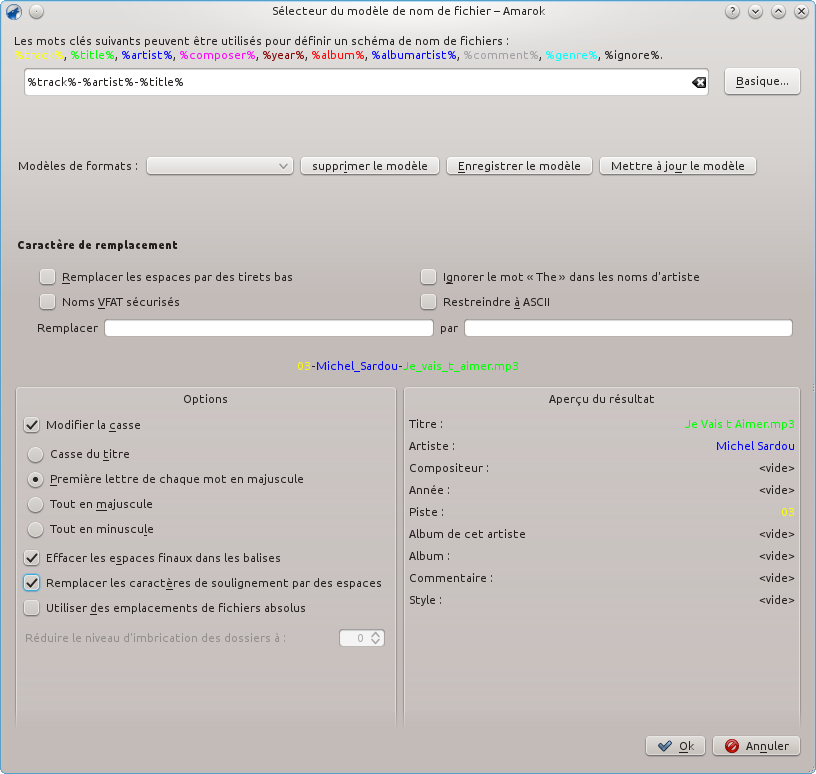 Sélecteur du modèle de nom de fichier – Amarok
Les mots clés suivants peuvent être utilisés pour définir un schéma de nom de fichiers :
%track%, %title%, %artist%, %composer%, %year%, %album%, %albumartist%, %comment%, %genre%, %ignore%.
%track%-%artist%-%title%
Basique...
Modèles de formats :
supprimer le modèle
Enregistrer le modèle
Mettre à jour le modèle
Caractère de remplacement
Remplacer les espaces par des tirets bas
Ignorer le mot « The » dans les noms d'artiste
Noms VFAT sécurisés
Restreindre à ASCII
Remplacer
par
03-Michel_Sardou-Je_vais_t_aimer.mp3
Options
Modifier la casse
Casse du titre
Première lettre de chaque mot en majuscule
Tout en majuscule
Tout en minuscule
Effacer les espaces finaux dans les balises
Remplacer les caractères de soulignement par des espaces
Utiliser des emplacements de fichiers absolus
Réduire le niveau d'imbrication des dossiers à : 0
Aperçu du résultat
Titre : Je Vais t Aimer.mp3
Artiste : Michel Sardou
Compositeur : <vide>
Année : <vide>
Piste : 03
Album de cet artiste <vide>
Album : <vide>
Commentaire : <vide>
Style : <vide>
Ok
Annuler